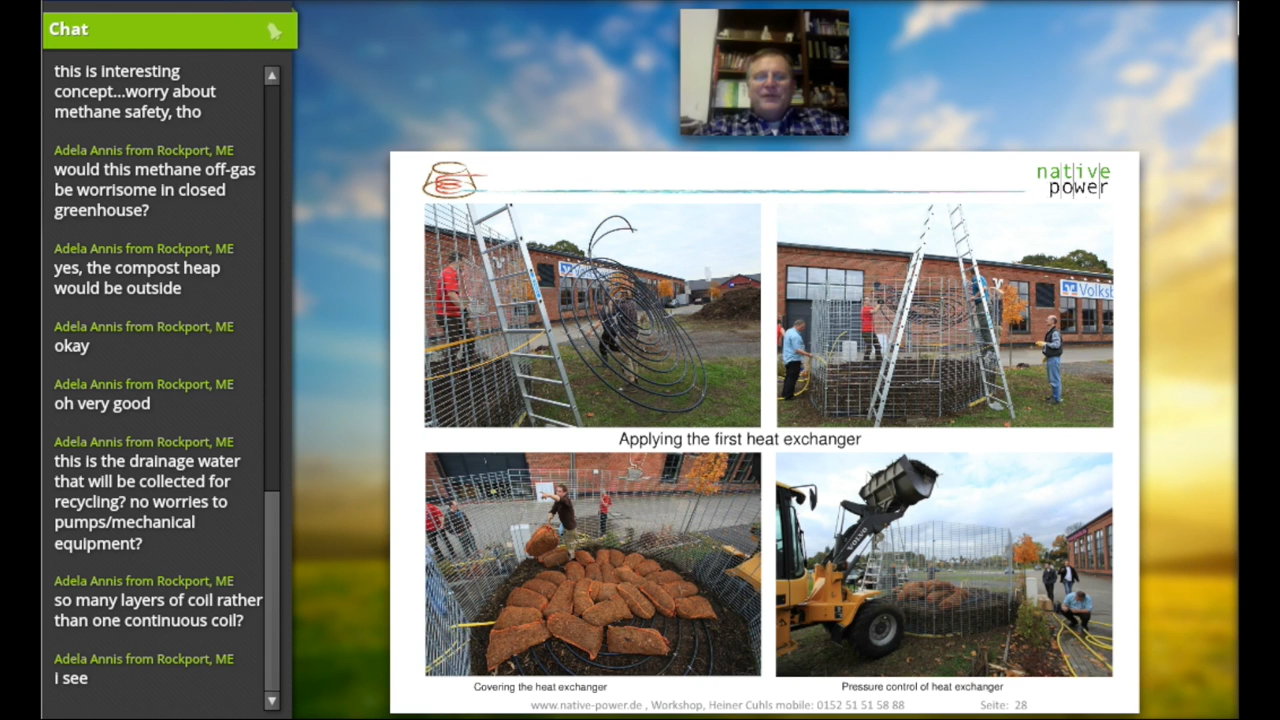 Chat
this is interesting
concept...worry about
methane safety, tho
Adela Annis from Rockport, ME
would this methane off-gas
be worrisome in closed
greenhouse?
Adela Annis from Rockport, ME
yes, the compost heap
would be outside
Adela Annis from Rockport, ME
okay
Adela Annis from Rockport, ME
oh very good
Adela Annis from Rockport, ME
this is the drainage water
that will be collected for
recycling? no worries to
pumps/mechanical
equipment?
Adela Annis from Rockport, ME
so many layers of coil rather
than one continuous coil?
Adela Annis from Rockport, ME
i see
native
power
Volksb
Applying the first heat exchanger
VOLVO
Covering the heat exchanger
Pressure control of heat exchanger
www.native-power.de , Workshop, Heiner Cuhls mobile: 0152 51 51 58 88
Seite: 28